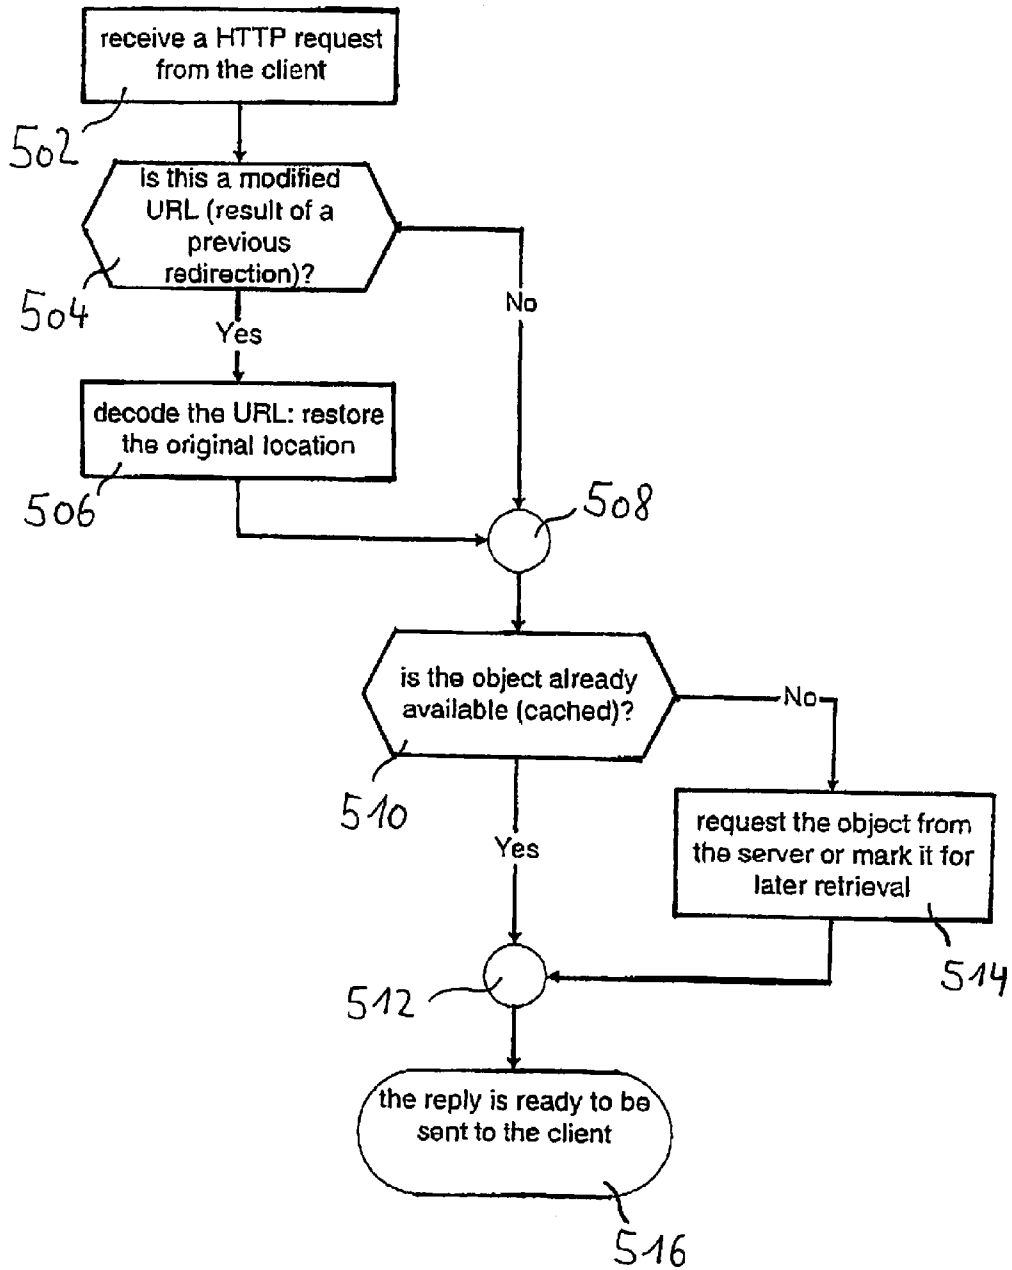 receive a HTTP request
from the client
502
Is this a modified
URL (result of a
previous
redirection)?
504
No
Yes
decode the URL: restore
the original location
506
508
is the object already
available (cached)?
No
510
request the object from
the server or mark it for
later retrieval
Yes
514
512
the reply is ready to be
sent to the client
516